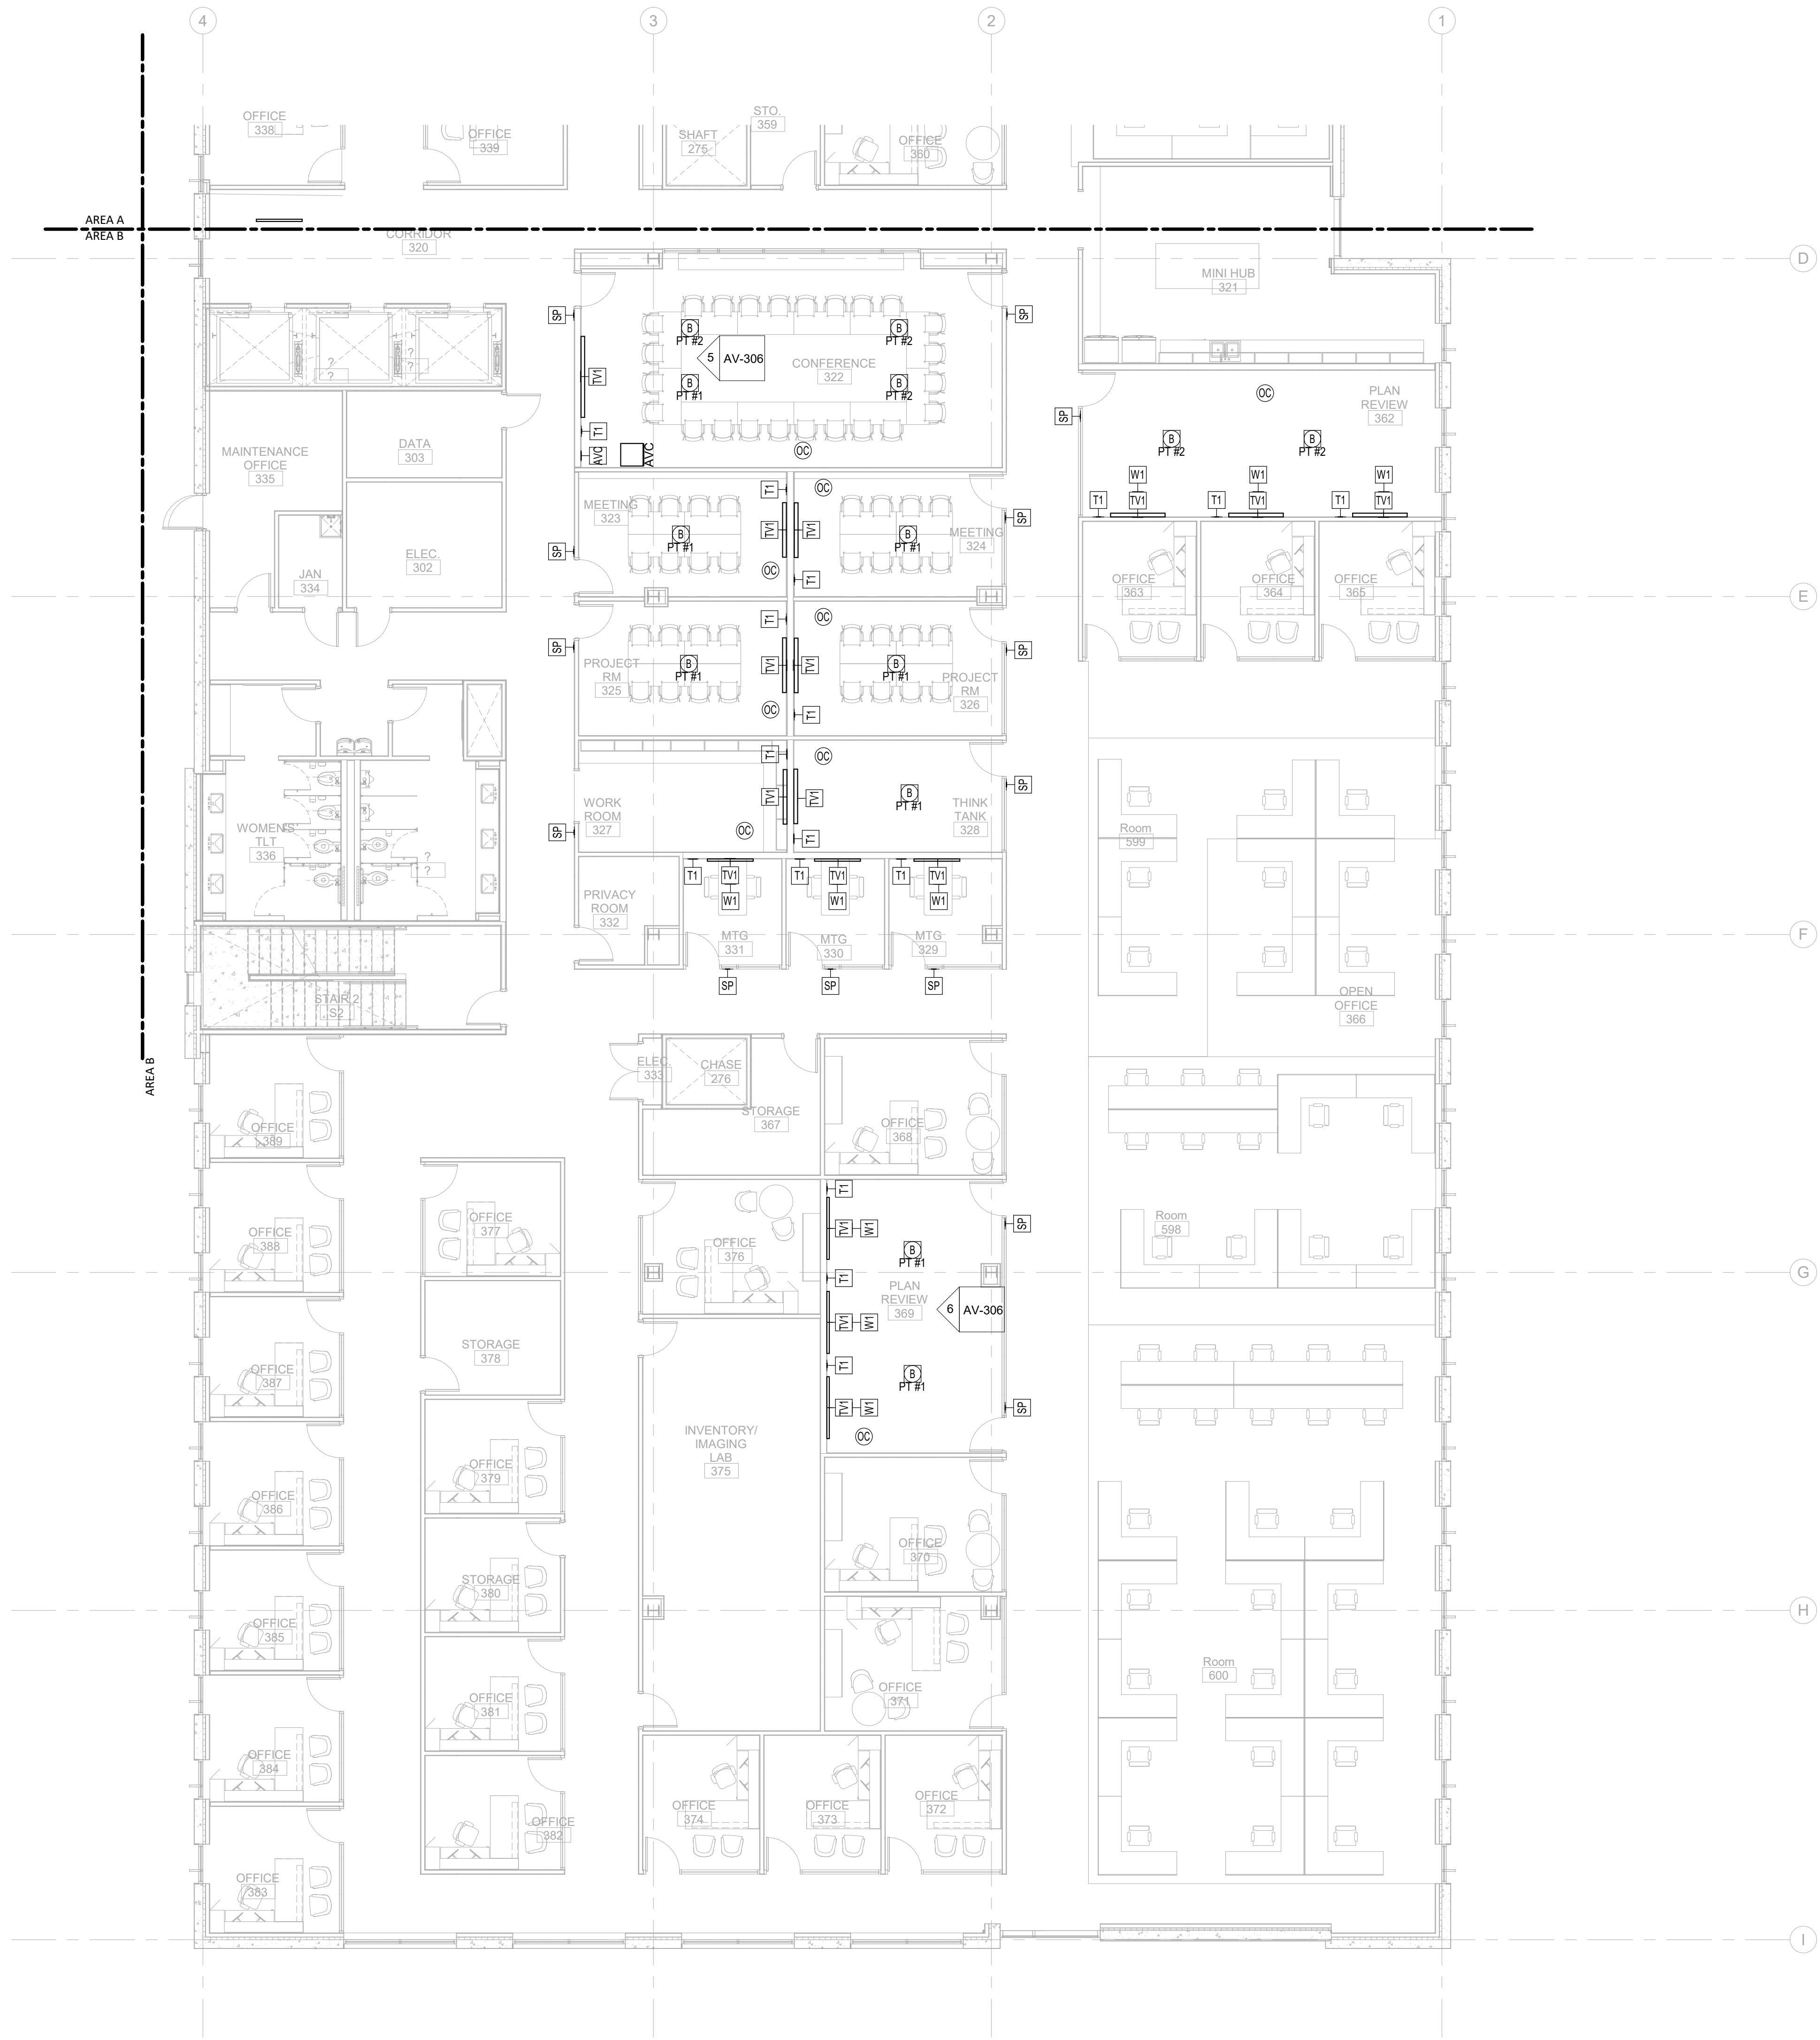 4
3
2
1
OFFICE
338
OFFICE
339
SHAFT
275
STO.
359
OFFICE
360
AREA A
AREA B
CORRIDOR
320
D
MINI HUB
321
SP
SP
B
PT #2
B
PT #2
5
AV-306
CONFERENCE
322
TV1
B
PT #1
B
PT #2
?
?
?
?
OC
PLAN
REVIEW
362
SP
T1
AVC
AVC
OC
B
PT #2
B
PT #2
MAINTENANCE
OFFICE
335
DATA
303
W1
W1
W1
T1
TV1
T1
TV1
T1
TV1
MEETING
323
T1
OC
TV1
TV1
B
PT #1
B
PT #1
MEETING
324
SP
SP
OC
T1
ELEC.
302
JAN
334
OFFICE
363
OFFICE
364
OFFICE
365
E
T1
OC
SP
SP
PROJECT
RM
325
B
PT #1
TV1
TV1
B
PT #1
PROJECT
RM
326
OC
T1
T1
OC
SP
WORK
ROOM
327
TV1
TV1
B
PT #1
THINK
TANK
328
SP
OC
T1
Room
599
WOMENS'
TLT
336
?
?
T1
TV1
W1
T1
TV1
W1
T1
TV1
W1
PRIVACY
ROOM
332
MTG
331
MTG
330
MTG
329
F
SP
SP
SP
STAIR 2
S2
OPEN
OFFICE
366
AREA B
ELEC.
333
CHASE
276
STORAGE
367
OFFICE
368
OFFICE
389
T1
OFFICE
388
OFFICE
377
OFFICE
376
TV1
W1
SP
B
PT #1
Room
598
T1
G
PLAN
REVIEW
369
6
AV-306
TV1
W1
STORAGE
378
T1
B
PT #1
OFFICE
387
TV1
W1
SP
OC
INVENTORY/
IMAGING
LAB
375
OFFICE
379
OFFICE
386
OFFICE
370
STORAGE
380
OFFICE
385
H
Room
600
OFFICE
381
OFFICE
371
OFFICE
384
OFFICE
382
OFFICE
374
OFFICE
373
OFFICE
372
OFFICE
383
I